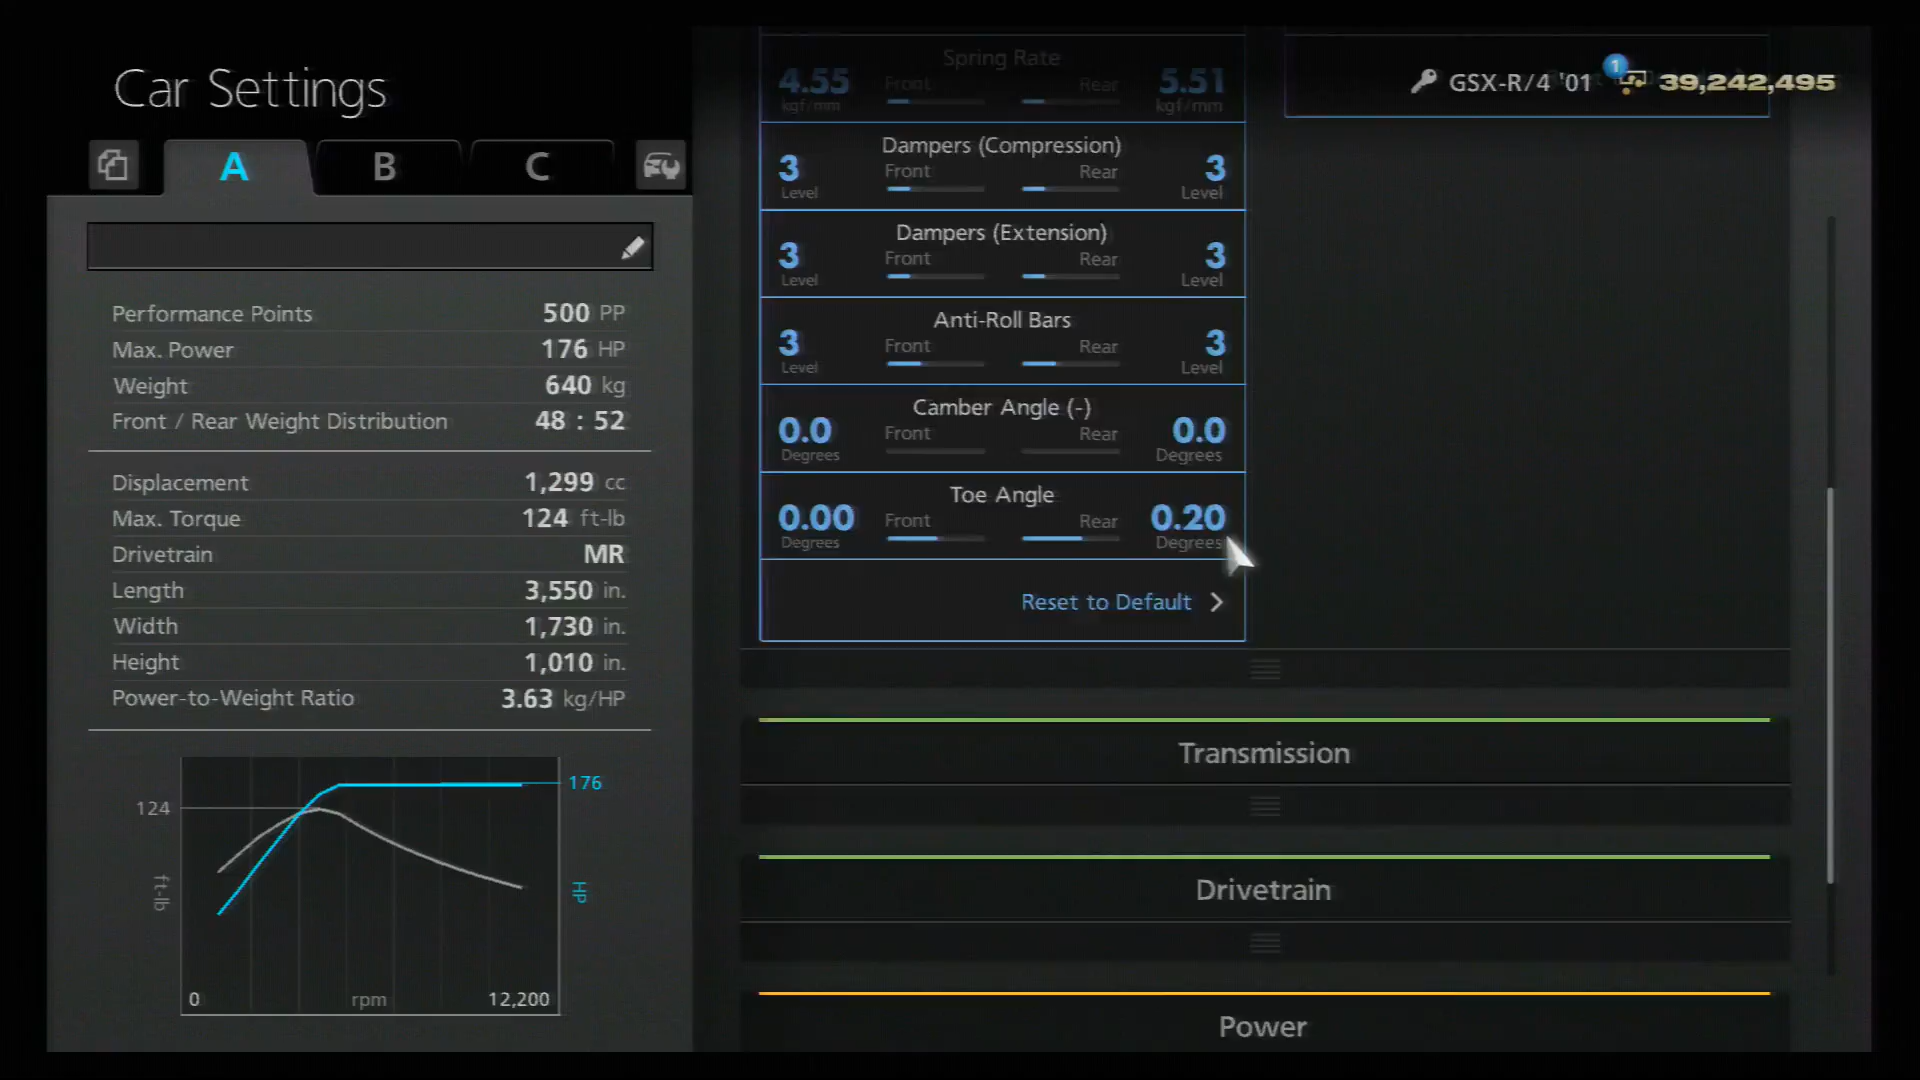 Car Settings
GSX-R/4 '01
1
39,242,495
A
B
C
Performance Points 500 PP
Max. Power 176 HP
Weight 640 kg
Front / Rear Weight Distribution 48 : 52
Displacement 1,299 cc
Max. Torque 124 ft-lb
Drivetrain MR
Length 3,550 in.
Width 1,730 in.
Height 1,010 in.
Power-to-Weight Ratio 3.63 kg/HP
176
124
ft-lb
HP
0 rpm 12,200
Spring Rate
4.55 Front Rear 5.51
kgf/mm kgf/mm
Dampers (Compression)
3 Front Rear 3
Level Level
Dampers (Extension)
3 Front Rear 3
Level Level
Anti-Roll Bars
3 Front Rear 3
Level Level
Camber Angle (-)
0.0 Front Rear 0.0
Degrees Degrees
Toe Angle
0.00 Front Rear 0.20
Degrees Degrees
Reset to Default
Transmission
Drivetrain
Power